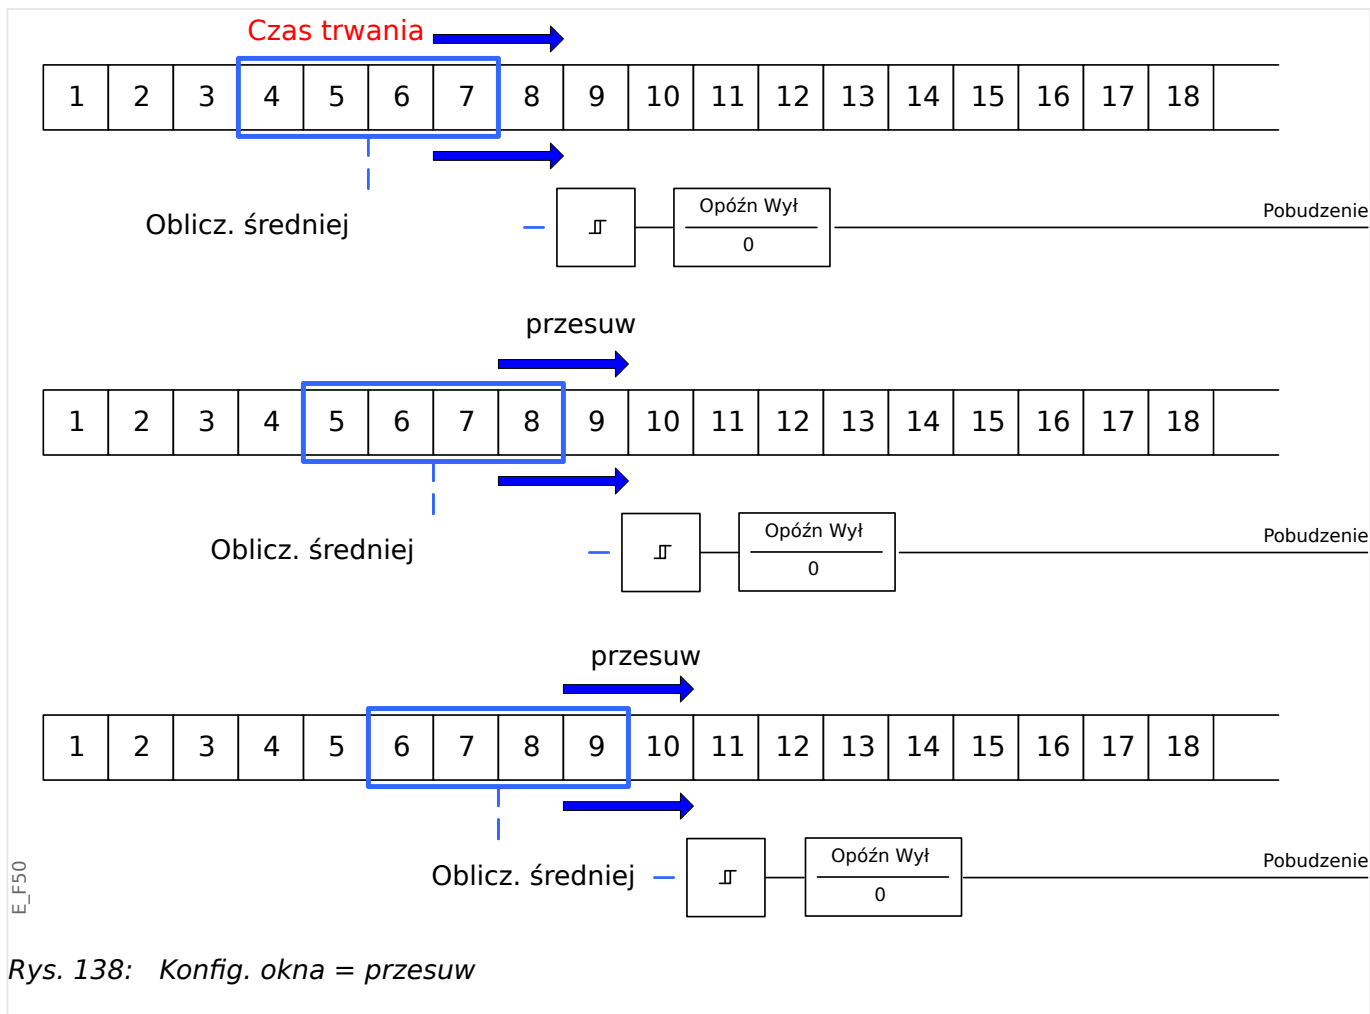 Czas trwania
1 2 3 4 5 6 7 8 9 10 11 12 13 14 15 16 17 18
Opóźn Wył
Oblicz. średniej
Pobudzenie
0
przesuw
1 2 3 4 5 6 7 8 9 10 11 12 13 14 15 16 17 18
Opóźn Wył
Oblicz. średniej
Pobudzenie
0
przesuw
1 2 3 4 5 6 7 8 9 10 11 12 13 14 15 16 17 18
Opóźn Wył
Oblicz. średniej
Pobudzenie
0
E_F50
Rys. 138: Konfig. okna = przesuw